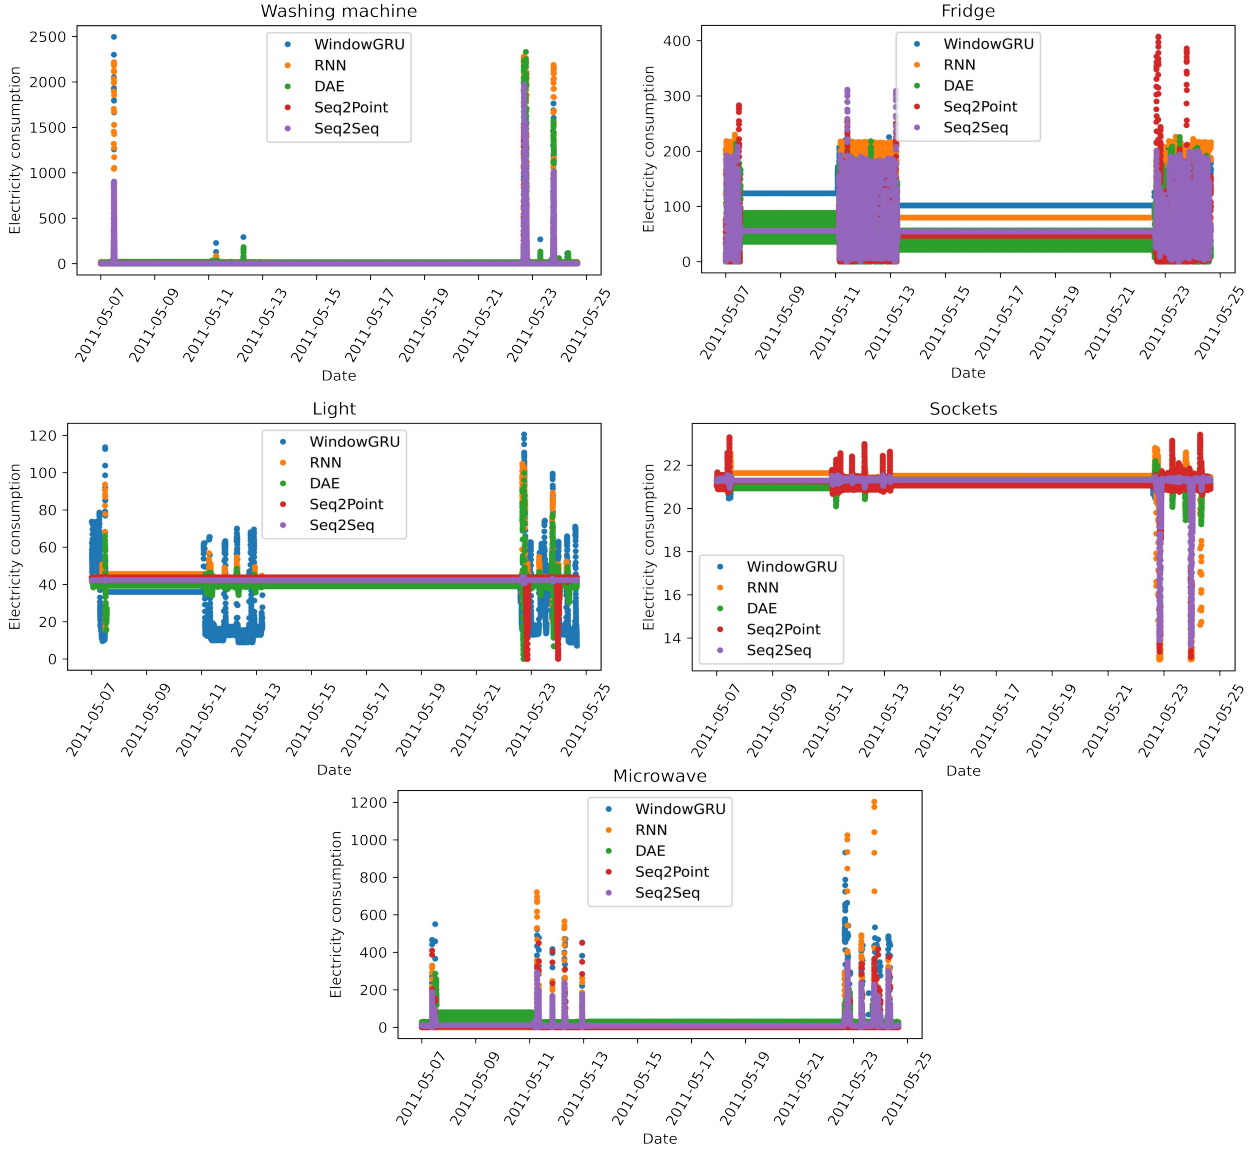 Washing machine
Electricity consumption
2500
2000
1500
1000
500
0
WindowGRU
RNN
DAE
Seq2Point
Seq2Seq
2011-05-07
2011-05-09
2011-05-11
2011-05-13
2011-05-15
2011-05-17
2011-05-19
2011-05-21
2011-05-23
2011-05-25
Date
Fridge
Electricity consumption
400
300
200
100
0
WindowGRU
RNN
DAE
Seq2Point
Seq2Seq
2011-05-07
2011-05-09
2011-05-11
2011-05-13
2011-05-15
2011-05-17
2011-05-19
2011-05-21
2011-05-23
2011-05-25
Date
Light
Electricity consumption
120
100
80
60
40
20
0
WindowGRU
RNN
DAE
Seq2Point
Seq2Seq
2011-05-07
2011-05-09
2011-05-11
2011-05-13
2011-05-15
2011-05-17
2011-05-19
2011-05-21
2011-05-23
2011-05-25
Date
Sockets
Electricity consumption
22
20
18
16
14
WindowGRU
RNN
DAE
Seq2Point
Seq2Seq
2011-05-07
2011-05-09
2011-05-11
2011-05-13
2011-05-15
2011-05-17
2011-05-19
2011-05-21
2011-05-23
2011-05-25
Date
Microwave
Electricity consumption
1200
1000
800
600
400
200
0
WindowGRU
RNN
DAE
Seq2Point
Seq2Seq
2011-05-07
2011-05-09
2011-05-11
2011-05-13
2011-05-15
2011-05-17
2011-05-19
2011-05-21
2011-05-23
2011-05-25
Date